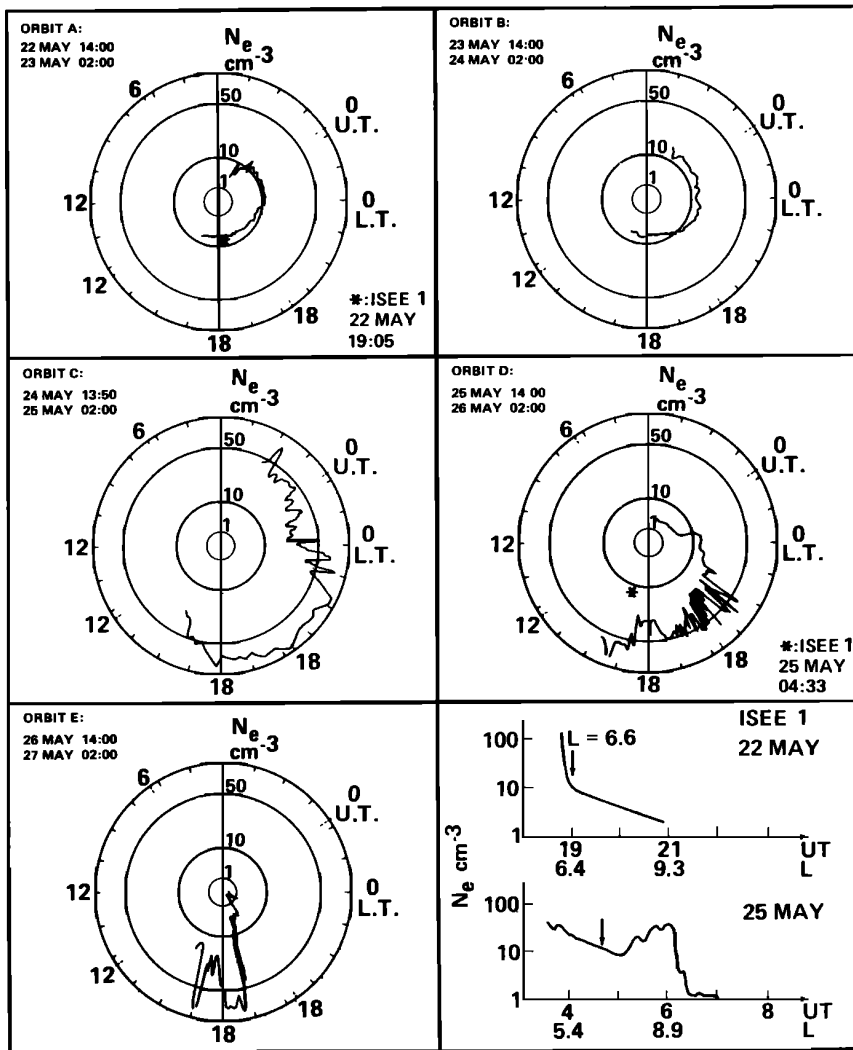 ORBIT A:
22 MAY 14:00
23 MAY 02:00
Ne
cm-3
50
10
1
6
0
U.T.
12
0
L.T.
12
18
18
*:ISEE 1
22 MAY
19:05
ORBIT B:
23 MAY 14:00
24 MAY 02:00
Ne
cm-3
50
10
1
6
0
U.T.
12
0
L.T.
12
18
18
ORBIT C:
24 MAY 13:50
25 MAY 02:00
Ne
cm-3
50
10
1
6
0
U.T.
12
0
L.T.
12
18
18
ORBIT D:
25 MAY 14 00
26 MAY 02:00
Ne
cm-3
50
10
1
6
0
U.T.
12
0
L.T.
*
12
18
18
*:ISEE 1
25 MAY
04:33
ORBIT E:
26 MAY 14:00
27 MAY 02:00
Ne
cm-3
50
10
1
6
0
U.T.
12
0
L.T.
12
18
18
ISEE 1
22 MAY
L = 6.6
100
10
1
19 21 8 UT
6.4 9.3 L
Ne cm-3
25 MAY
100
10
1
4 6 8 UT
5.4 8.9 L